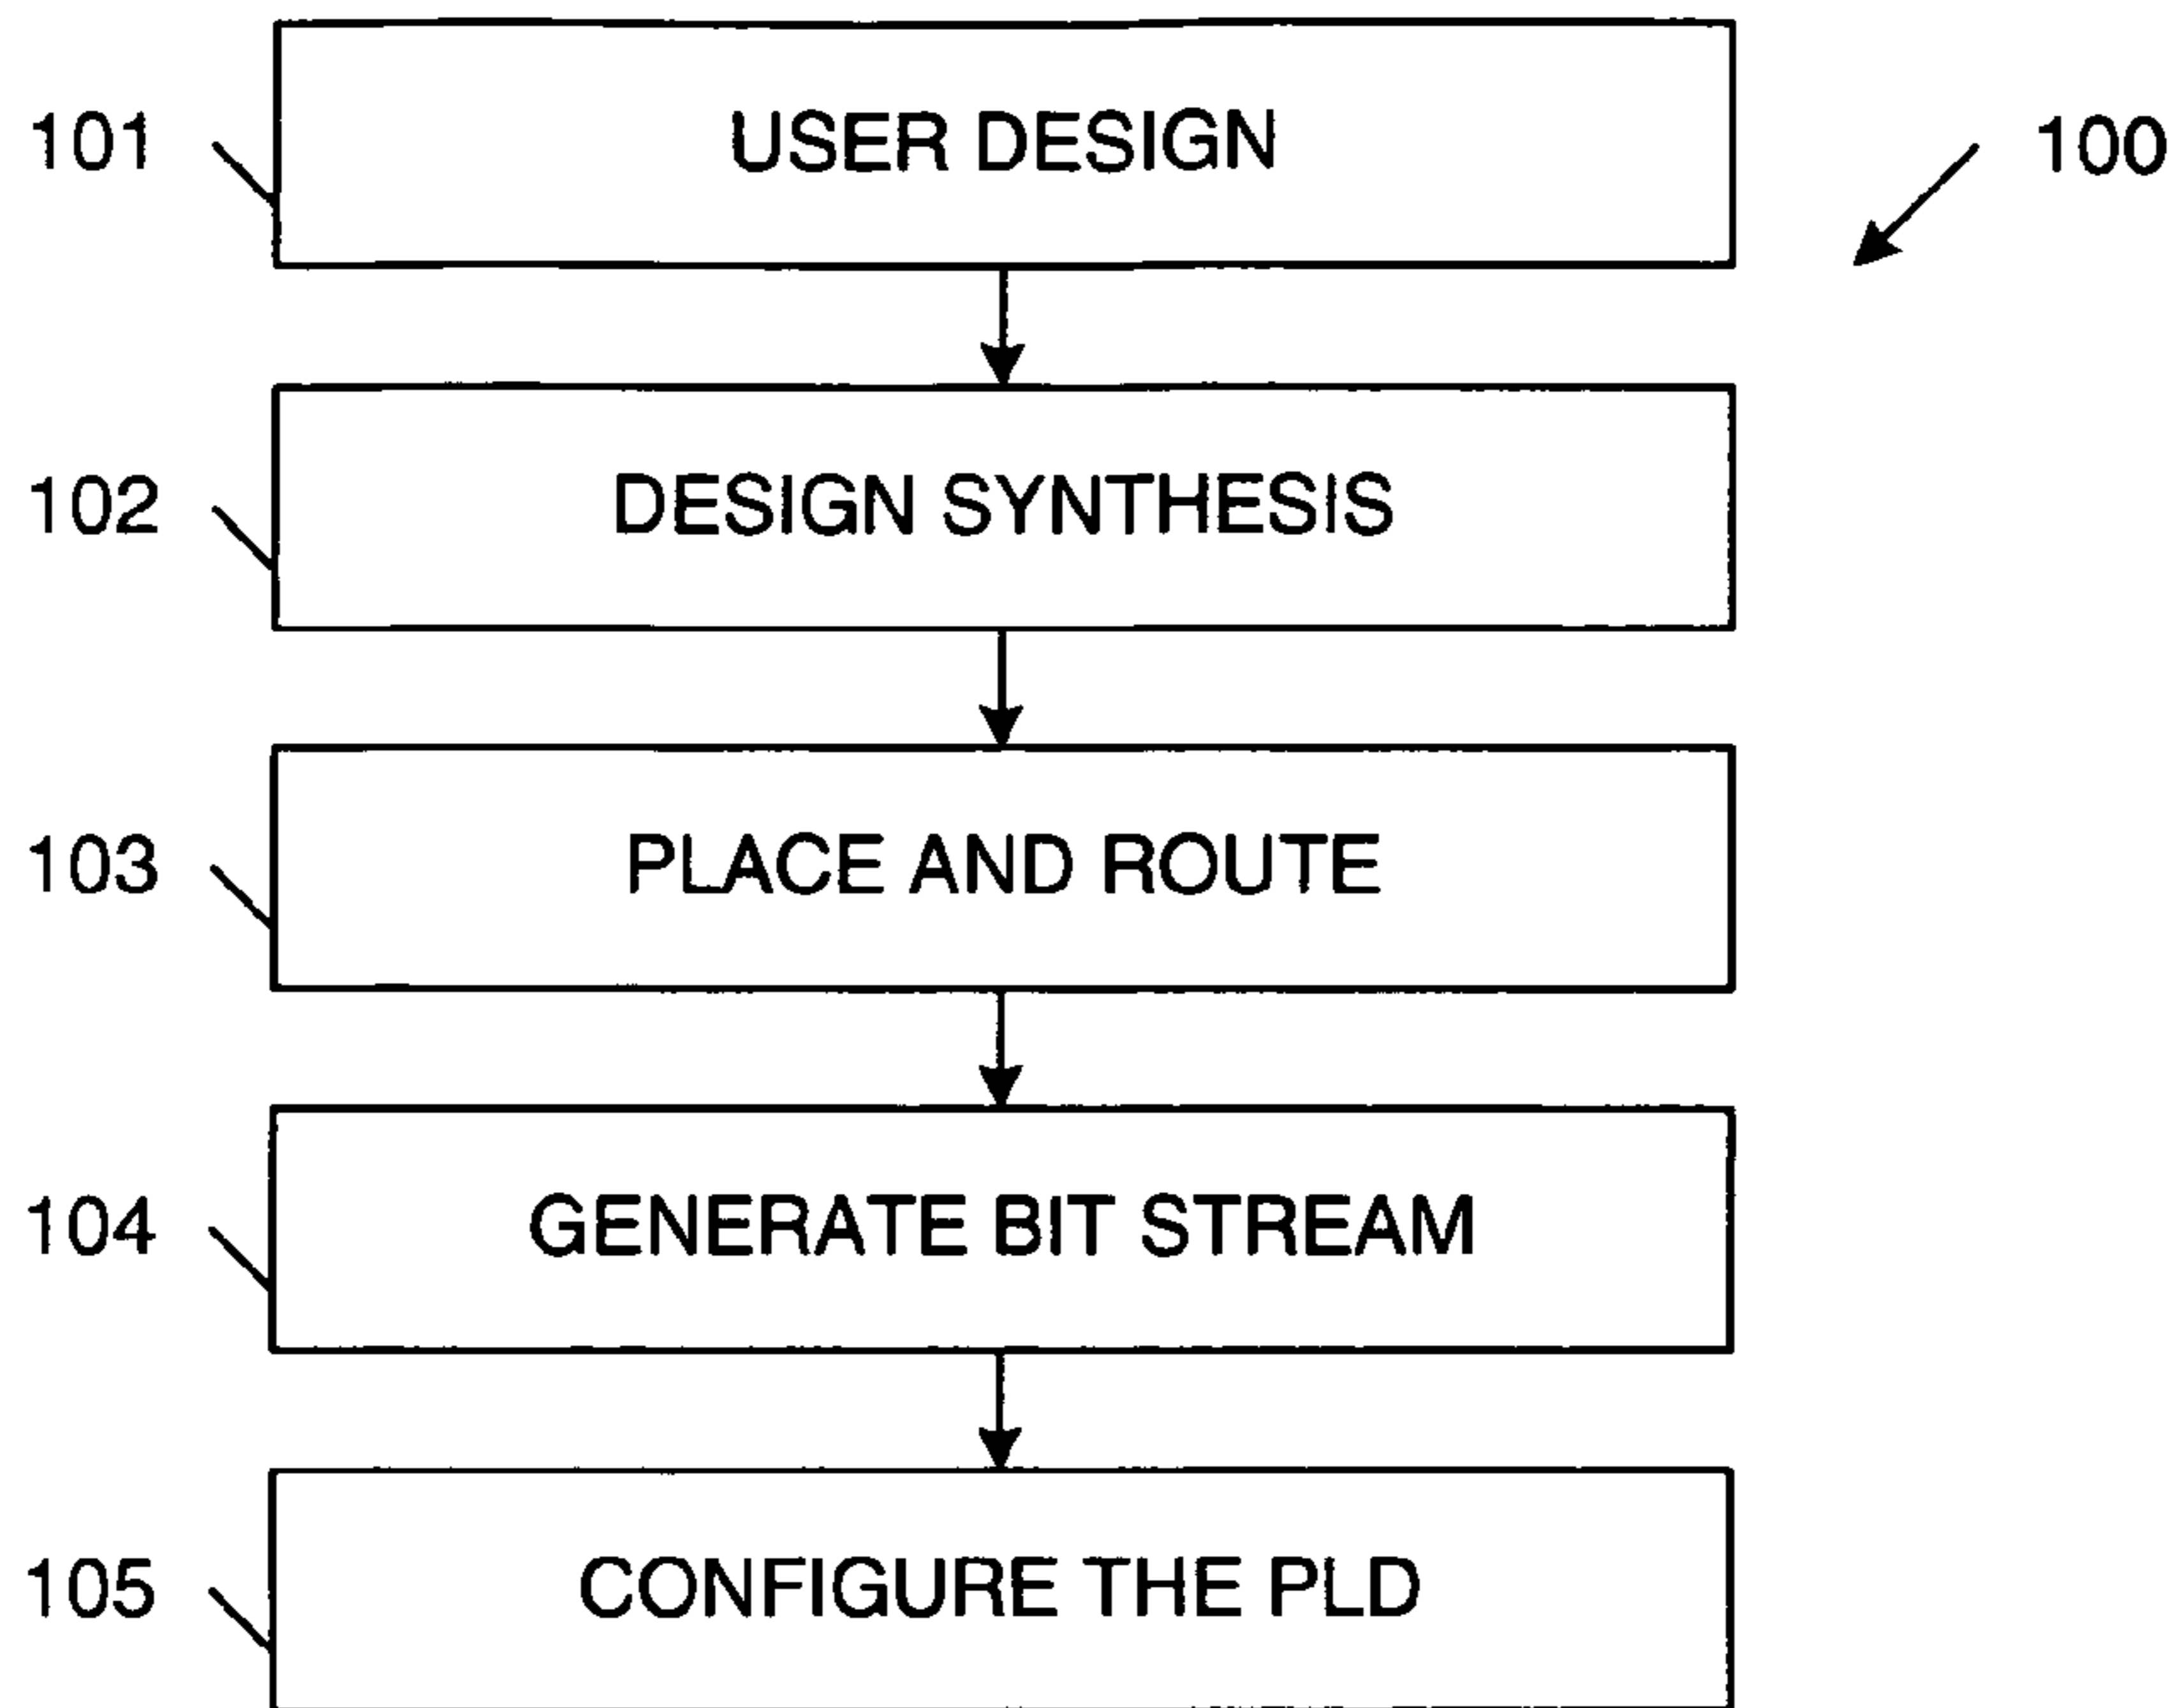 101
USER DESIGN
100
102
DESIGN SYNTHESIS
103
PLACE AND ROUTE
104
GENERATE BIT STREAM
105
CONFIGURE THE PLD